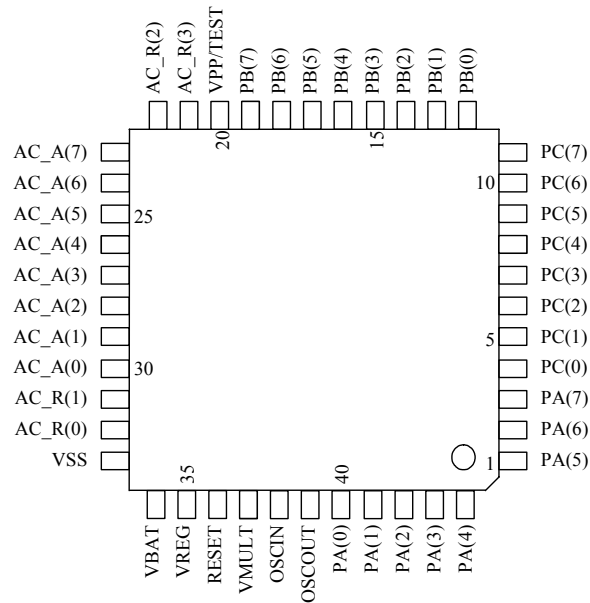 AC_R(2)
AC_R(3)
VPP/TEST
PB(7)
PB(6)
PB(5)
PB(4)
PB(3)
PB(2)
PB(1)
PB(0)
20
15
AC_A(7)
AC_A(6)
AC_A(5)
AC_A(4)
AC_A(3)
AC_A(2)
AC_A(1)
AC_A(0)
AC_R(1)
AC_R(0)
VSS
25
30
10
5
1
PC(7)
PC(6)
PC(5)
PC(4)
PC(3)
PC(2)
PC(1)
PC(0)
PA(7)
PA(6)
PA(5)
35
40
VBAT
VREG
RESET
VMULT
OSCIN
OSCOUT
PA(0)
PA(1)
PA(2)
PA(3)
PA(4)